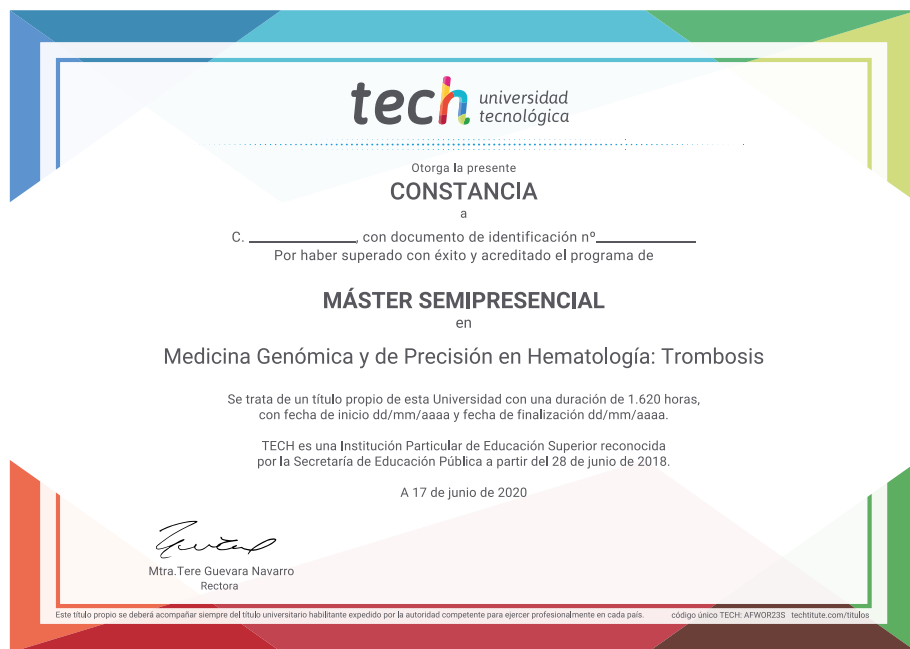 tech universidad
tecnológica
Otorga la presente
CONSTANCIA
a
C. ____________, con documento de identificación nº____________
Por haber superado con éxito y acreditado el programa de
MÁSTER SEMIPRESENCIAL
en
Medicina Genómica y de Precisión en Hematología: Trombosis
Se trata de un título propio de esta Universidad con una duración de 1.620 horas,
con fecha de inicio dd/mm/aaaa y fecha de finalización dd/mm/aaaa.
TECH es una Institución Particular de Educación Superior reconocida
por la Secretaría de Educación Pública a partir del 28 de junio de 2018.
A 17 de junio de 2020
Mtra.Tere Guevara Navarro
Rectora
Este título propio se deberá acompañar siempre del título universitario habilitante expedido por la autoridad competente para ejercer profesionalmente en cada país. código único TECH: AFWOR23S techtitute.com/titulos